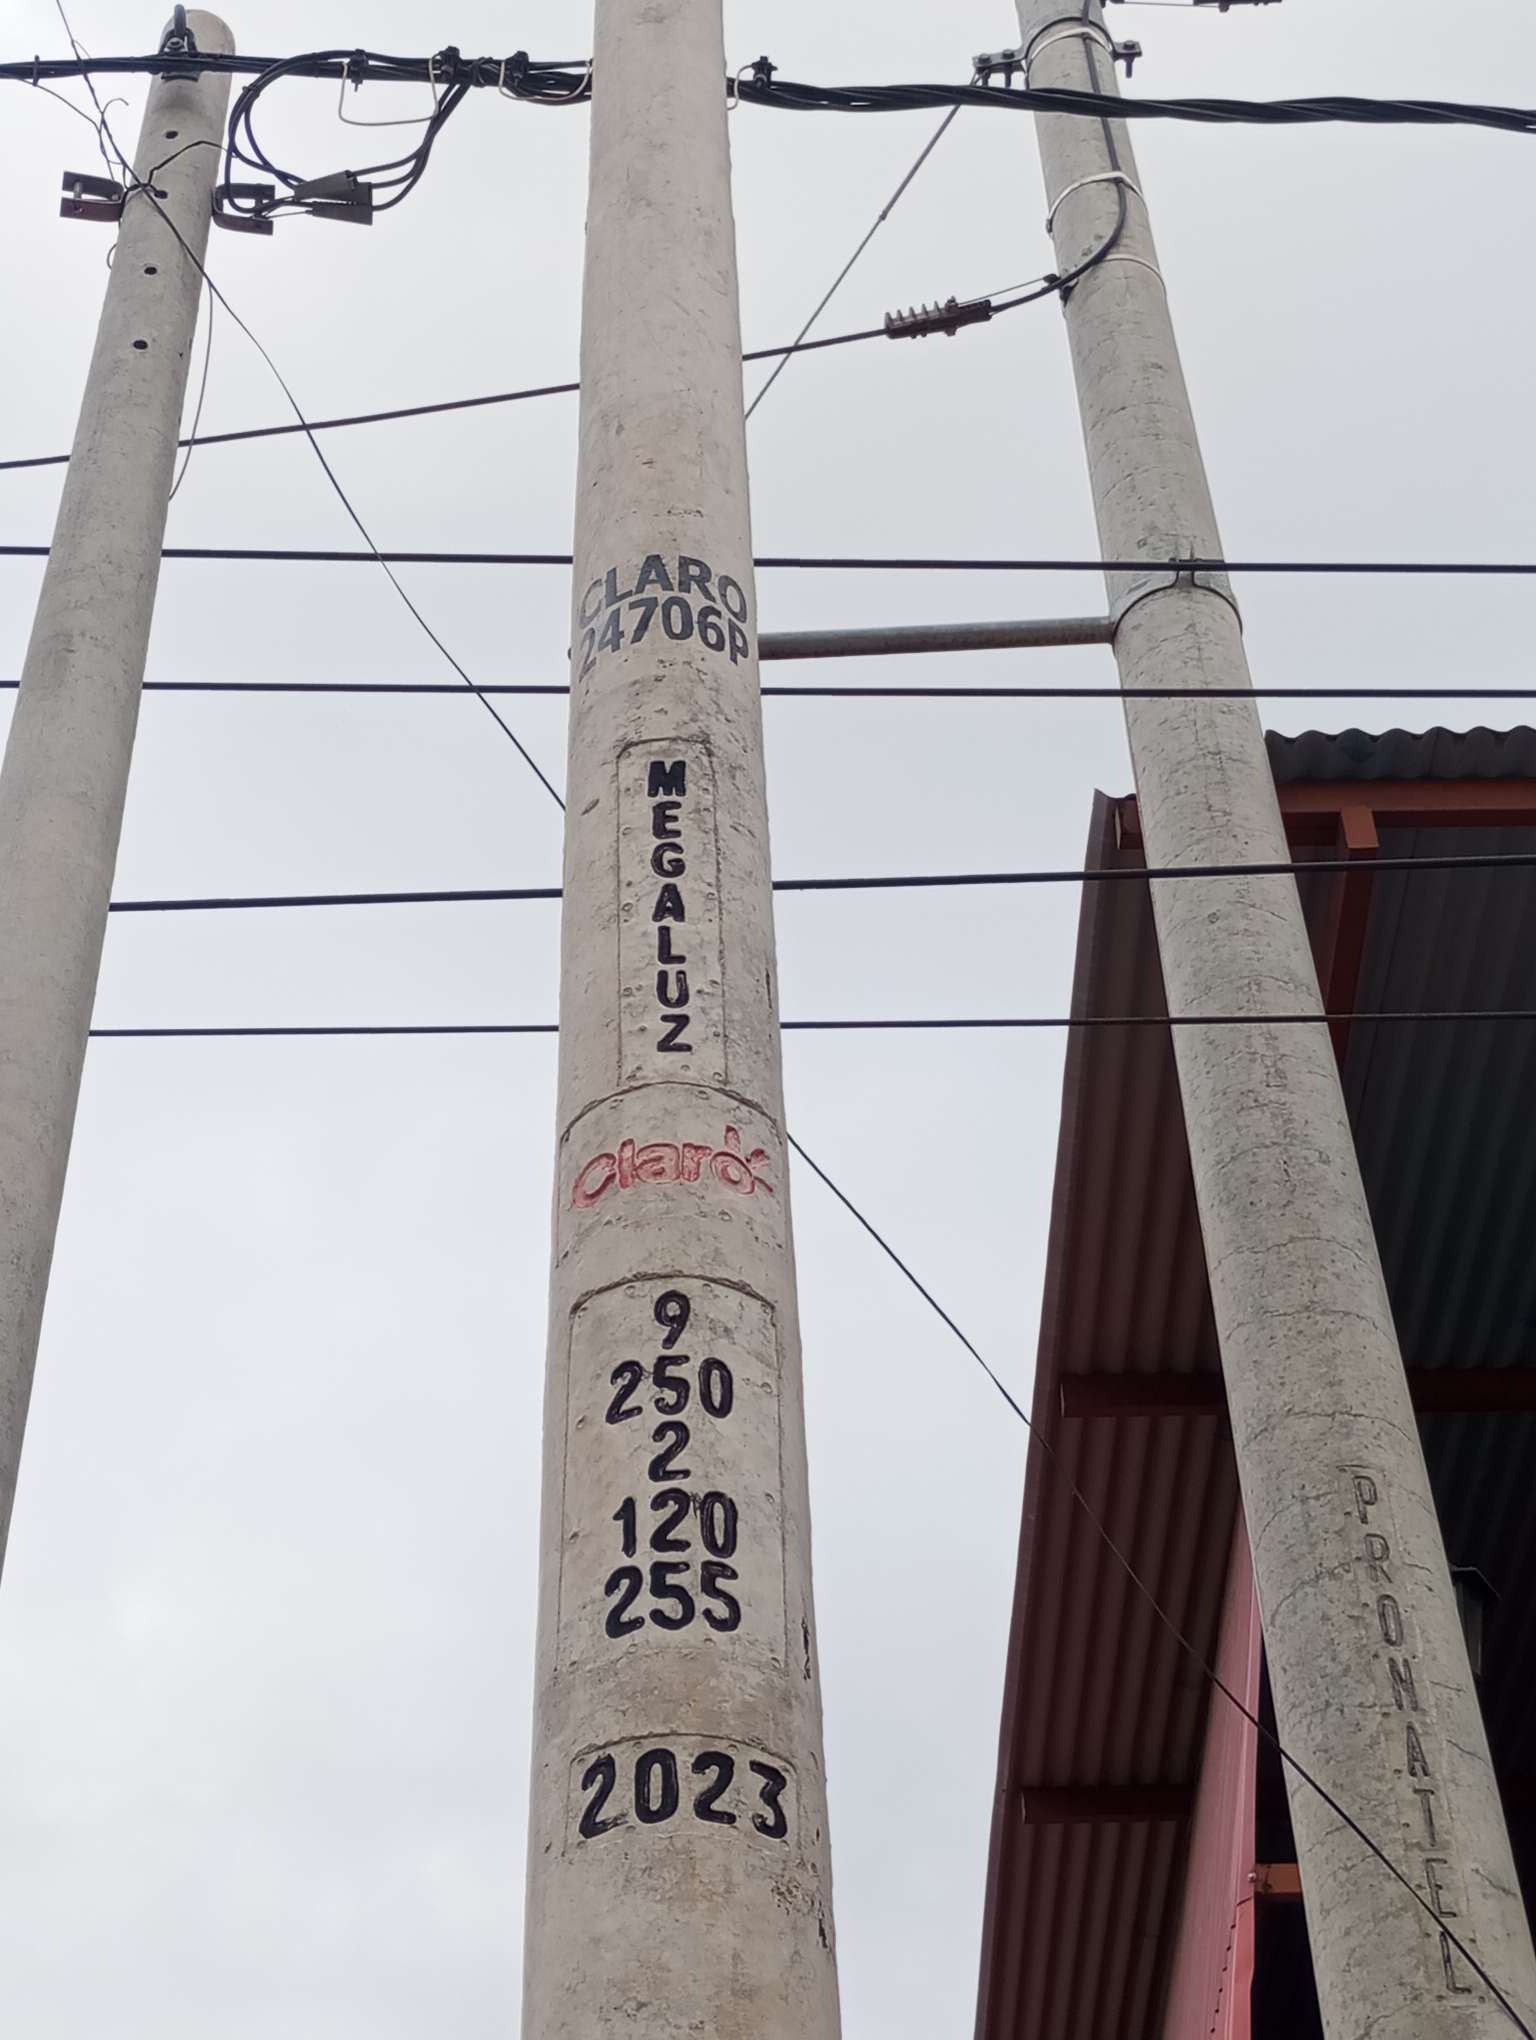 CLARO
24706P
MEGALUZ
Claro
9
250
2
120
255
2023
PRONATEL